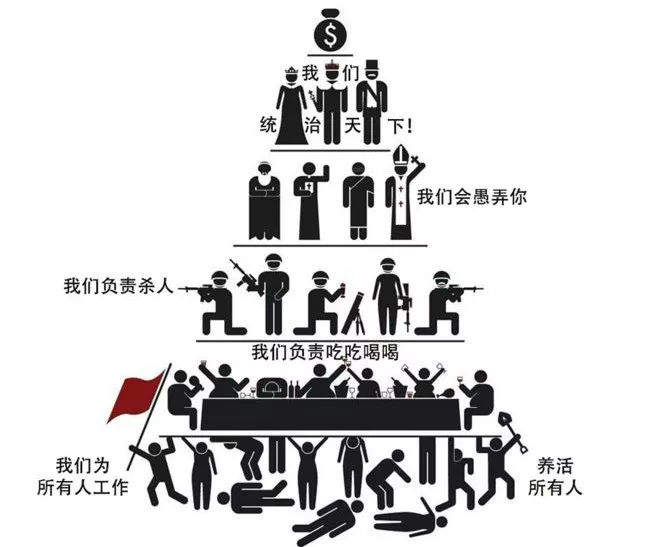 $
我们
统治天下!
我们会愚弄你
我们负责杀人
我们负责吃吃喝喝
我们为
所有人工作
养活
所有人